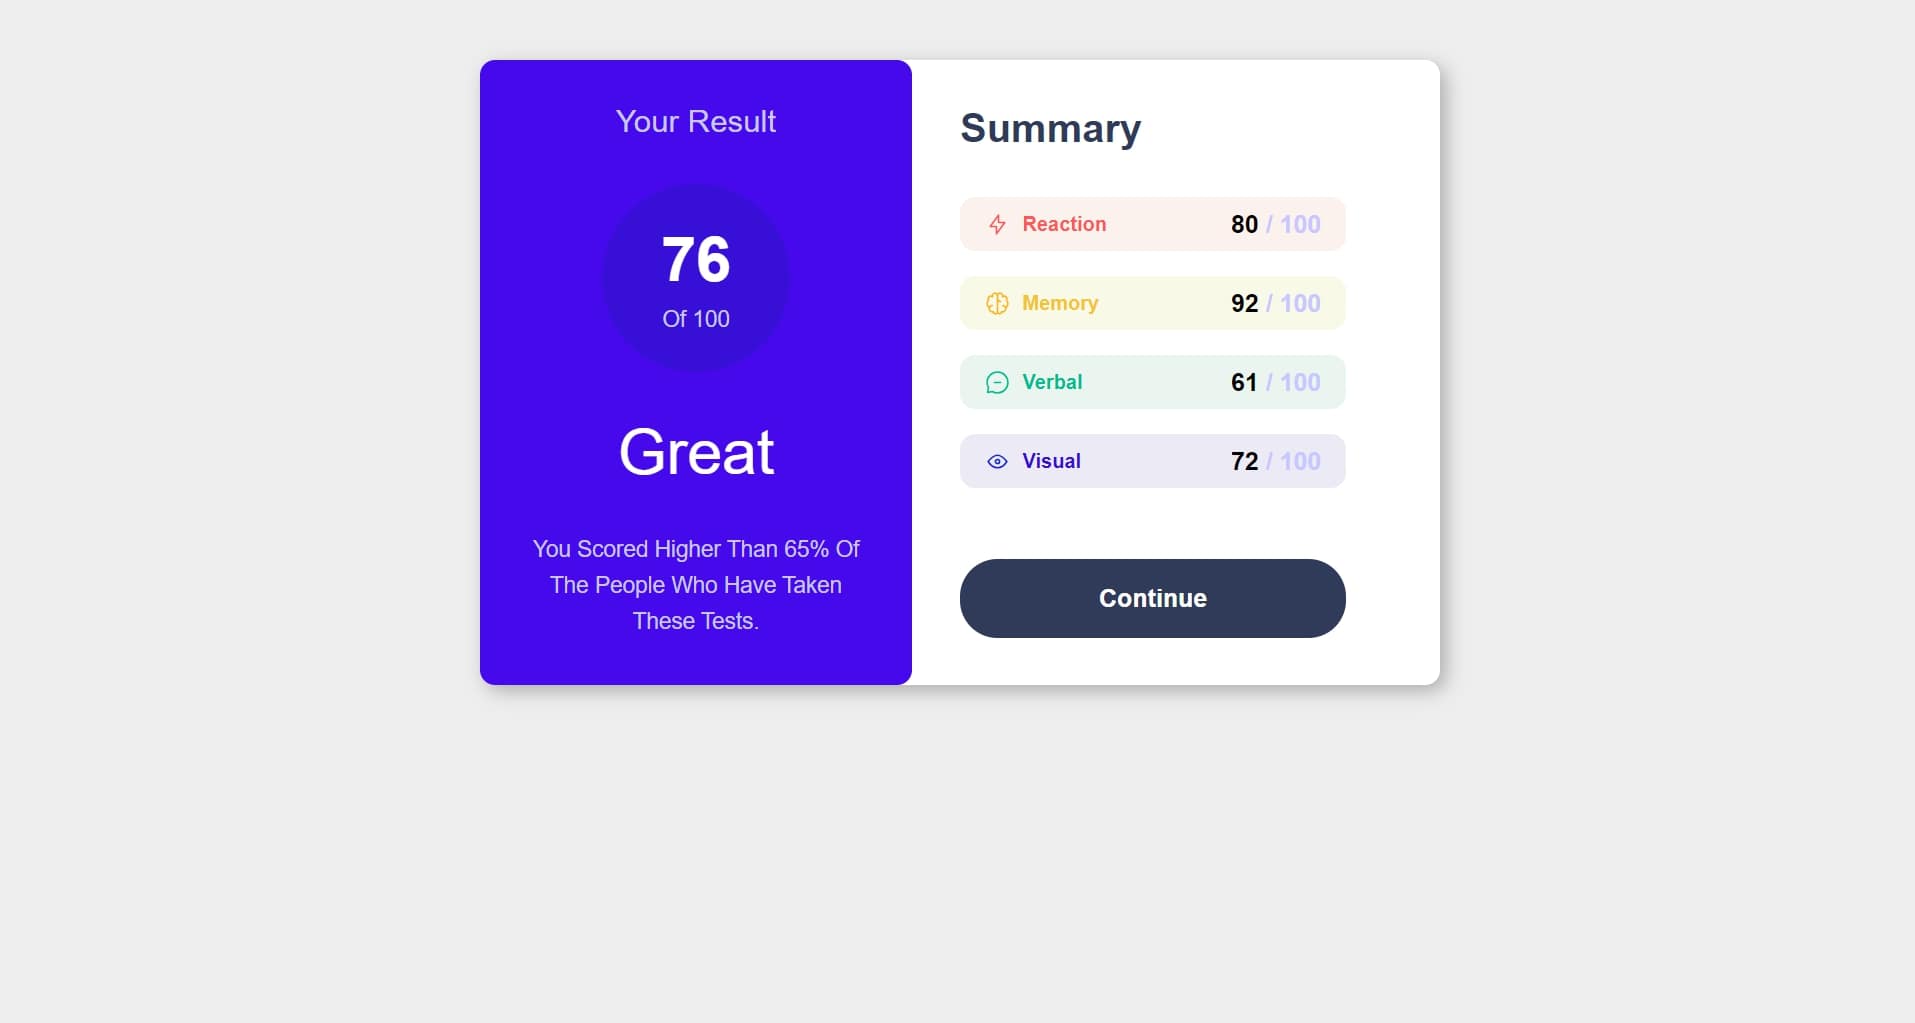 Your Result
76
Of 100
Great
You Scored Higher Than 65% Of
The People Who Have Taken
These Tests.
Summary
Reaction 80 / 100
Memory 92 / 100
Verbal 61 / 100
Visual 72 / 100
Continue